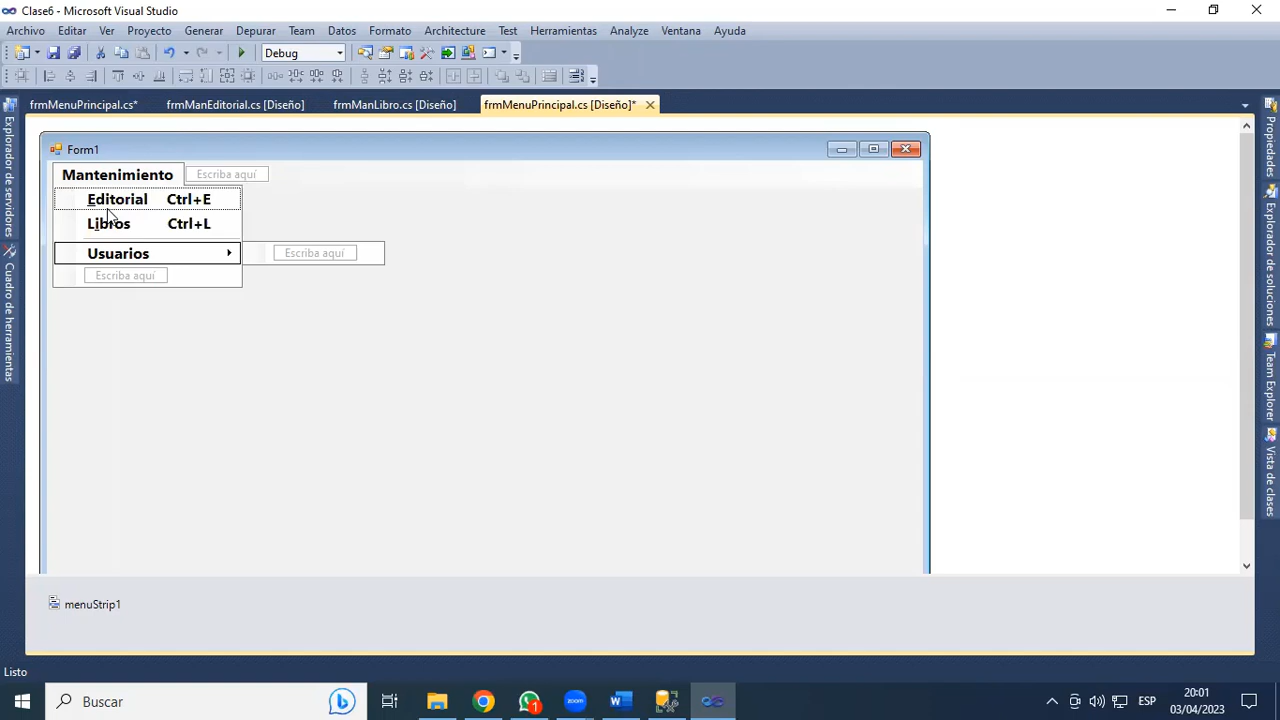 Clase6 - Microsoft Visual Studio
Archivo Editar Ver Proyecto Generar Depurar Team Datos Formato Architecture Test Herramientas Analyze Ventana Ayuda
Debug
frmMenuPrincipal.cs* frmManEditorial.cs [Diseño] frmManLibro.cs [Diseño] frmMenuPrincipal.cs [Diseño]*
Explorador de servidores
Cuadro de herramientas
Form1
Mantenimiento Escriba aquí
Editorial Ctrl+E
Libros Ctrl+L
Usuarios Escriba aquí
Escriba aquí
Propiedades
Explorador de soluciones
Team Explorer
Vista de clases
menuStrip1
Listo
Buscar
1
zoom
ESP
20:01
03/04/2023